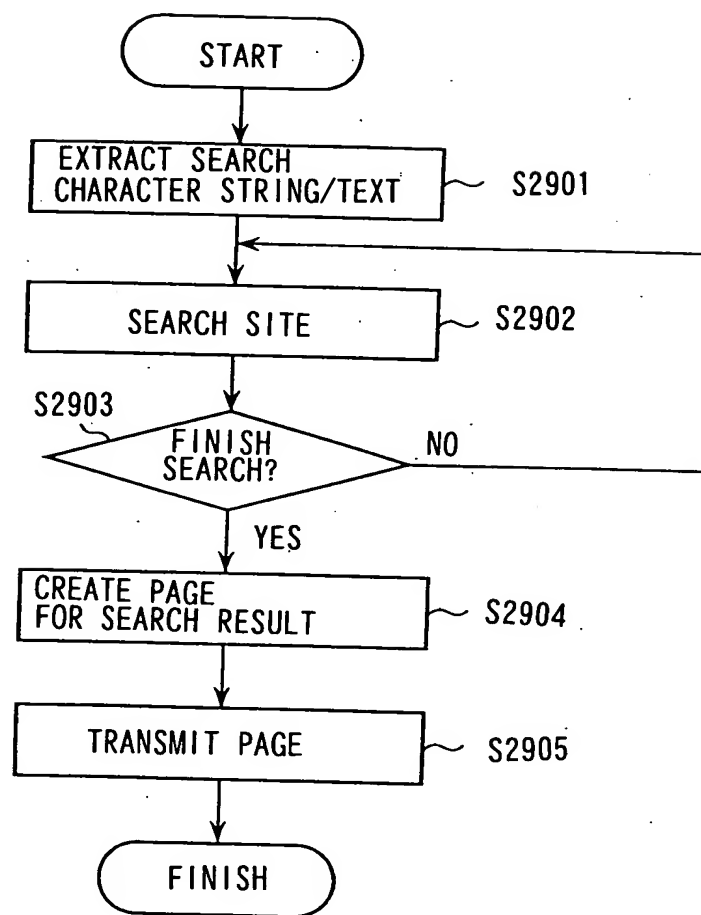 START
EXTRACT SEARCH
CHARACTER STRING/TEXT
S2901
SEARCH SITE
S2902
S2903
FINISH
SEARCH?
NO
YES
CREATE PAGE
FOR SEARCH RESULT
S2904
TRANSMIT PAGE
S2905
FINISH